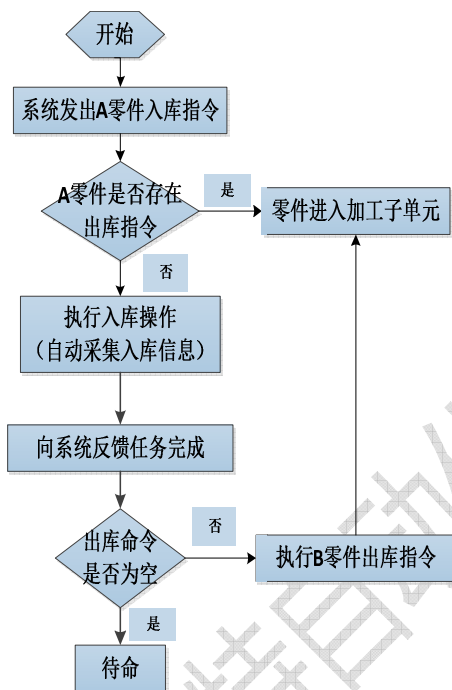 开始
系统发出A零件入库指令
A零件是否存在
出库指令
是
零件进入加工子单元
否
执行入库操作
（自动采集入库信息）
向系统反馈任务完成
出库命令
是否为空
否
执行B零件出库指令
是
待命
特自动化